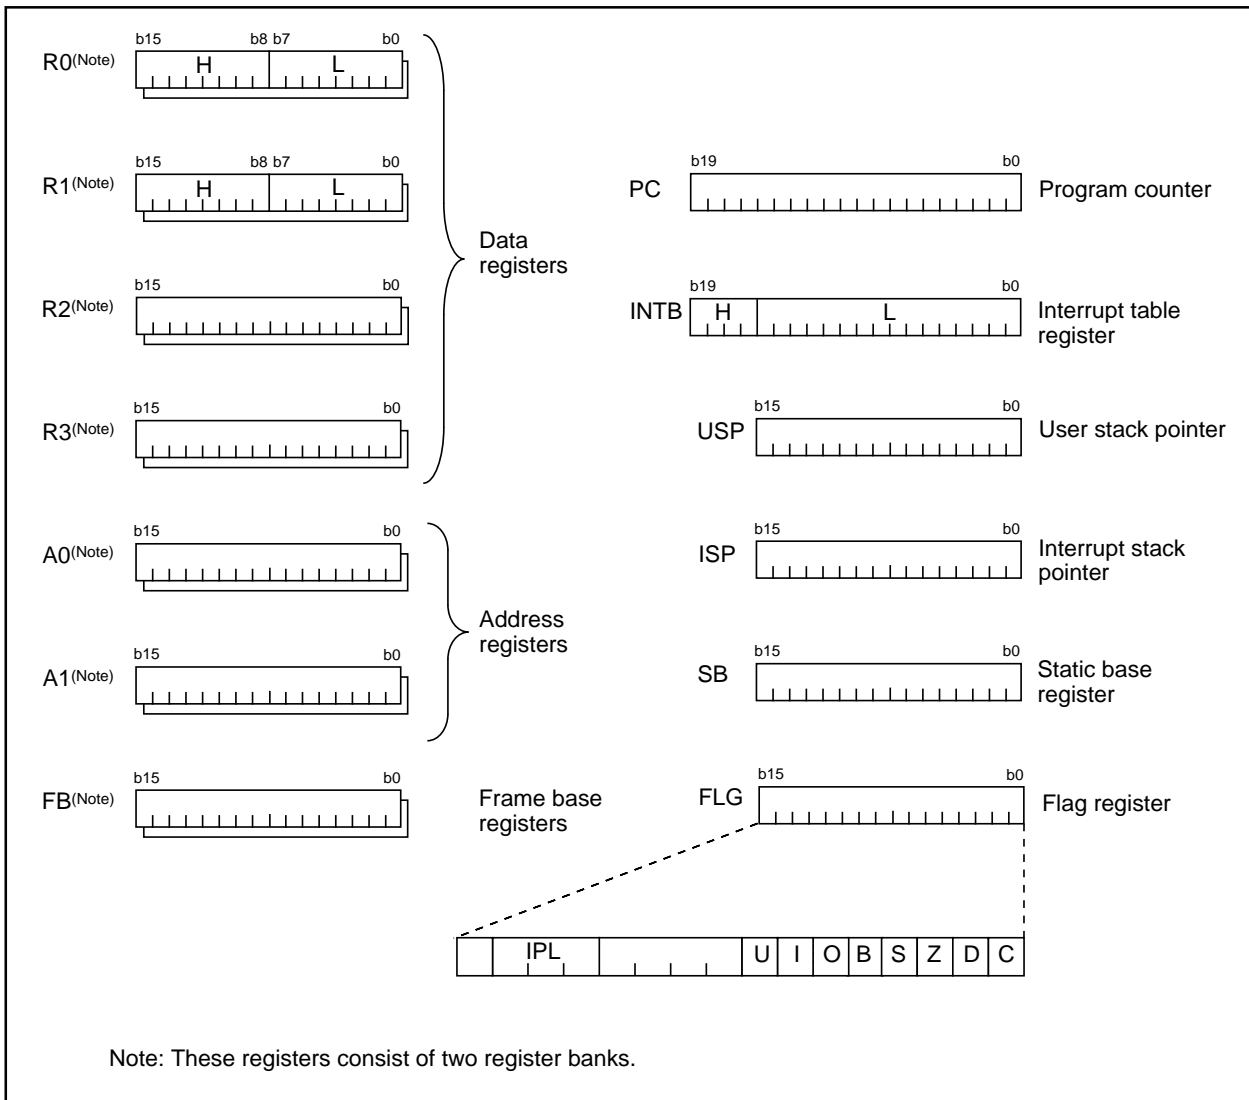 b15 b8 b7 b0
R0(Note) H L
b15 b8 b7 b0
R1(Note) H L
b15 b0
R2(Note)
b15 b0
R3(Note)
Data
registers
b15 b0
A0(Note)
b15 b0
A1(Note)
Address
registers
b15 b0
FB(Note)
Frame base
registers
b19 b0
PC Program counter
b19 b0
INTB H L Interrupt table
register
b15 b0
USP User stack pointer
b15 b0
ISP Interrupt stack
pointer
b15 b0
SB Static base
register
b15 b0
FLG Flag register
IPL U I O B S Z D C
Note: These registers consist of two register banks.